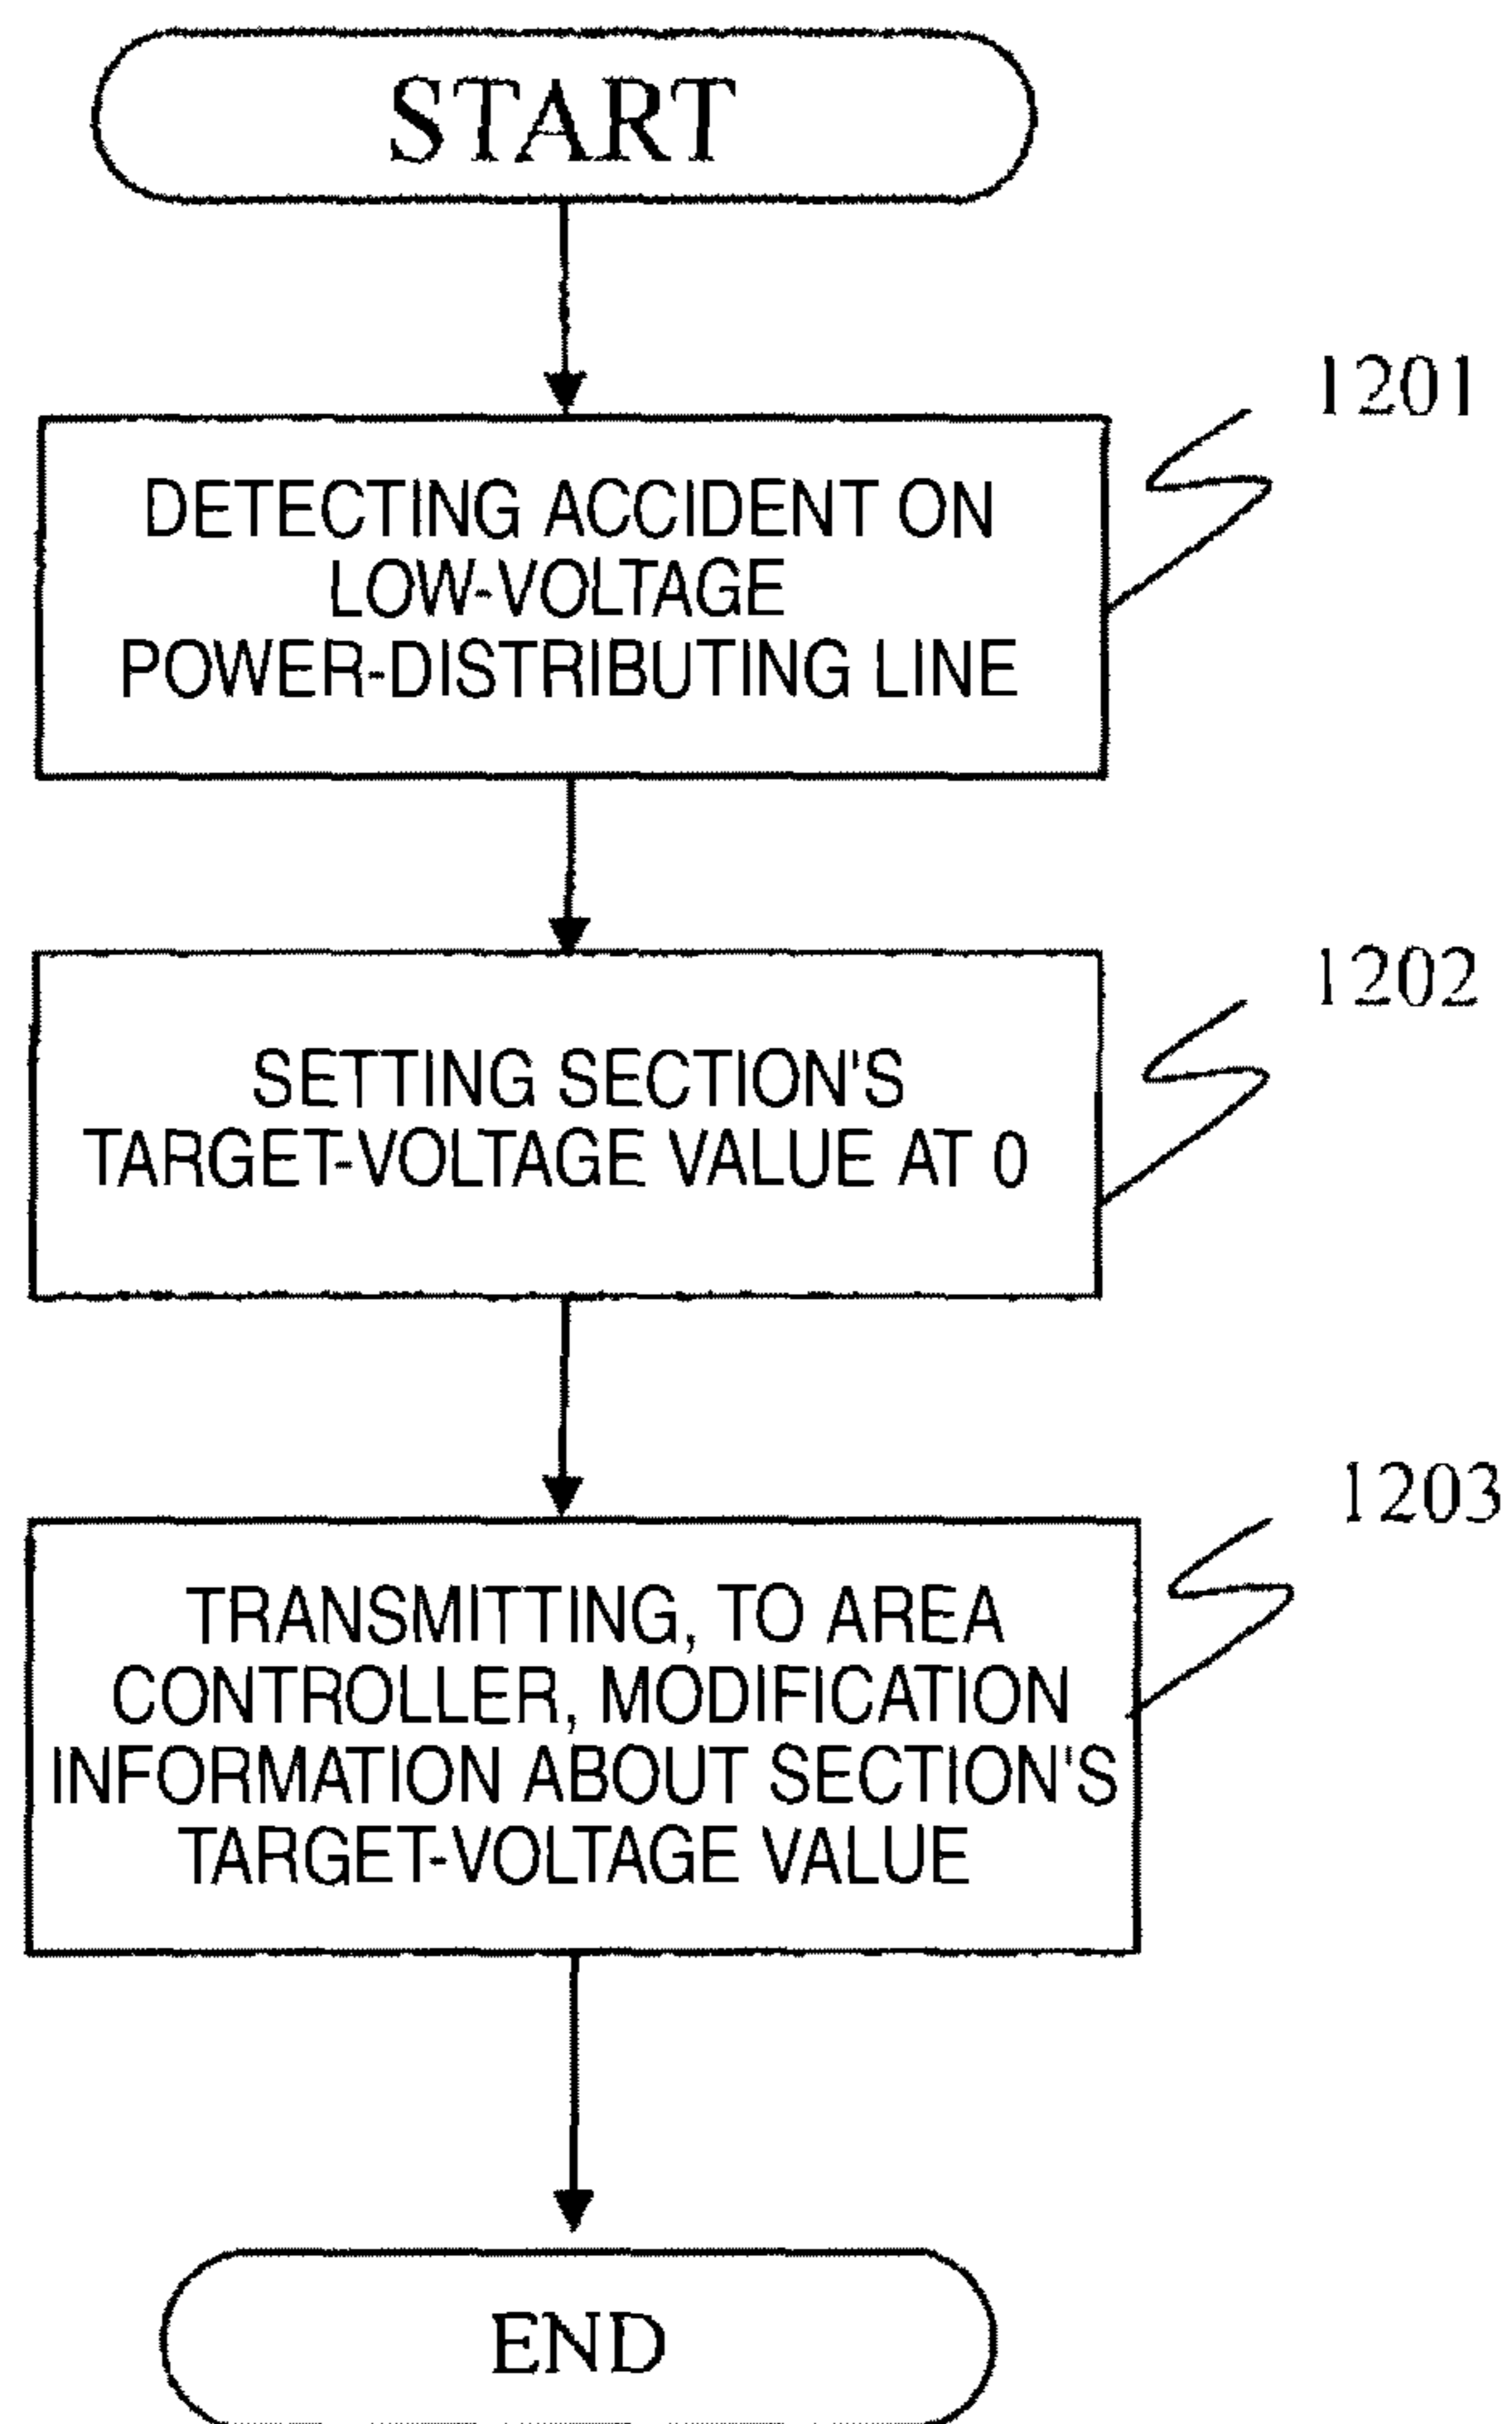 START
1201
DETECTING ACCIDENT ON
LOW-VOLTAGE
POWER-DISTRIBUTING LINE
1202
SETTING SECTION'S
TARGET-VOLTAGE VALUE AT 0
1203
TRANSMITTING, TO AREA
CONTROLLER, MODIFICATION
INFORMATION ABOUT SECTION'S
TARGET-VOLTAGE VALUE
END